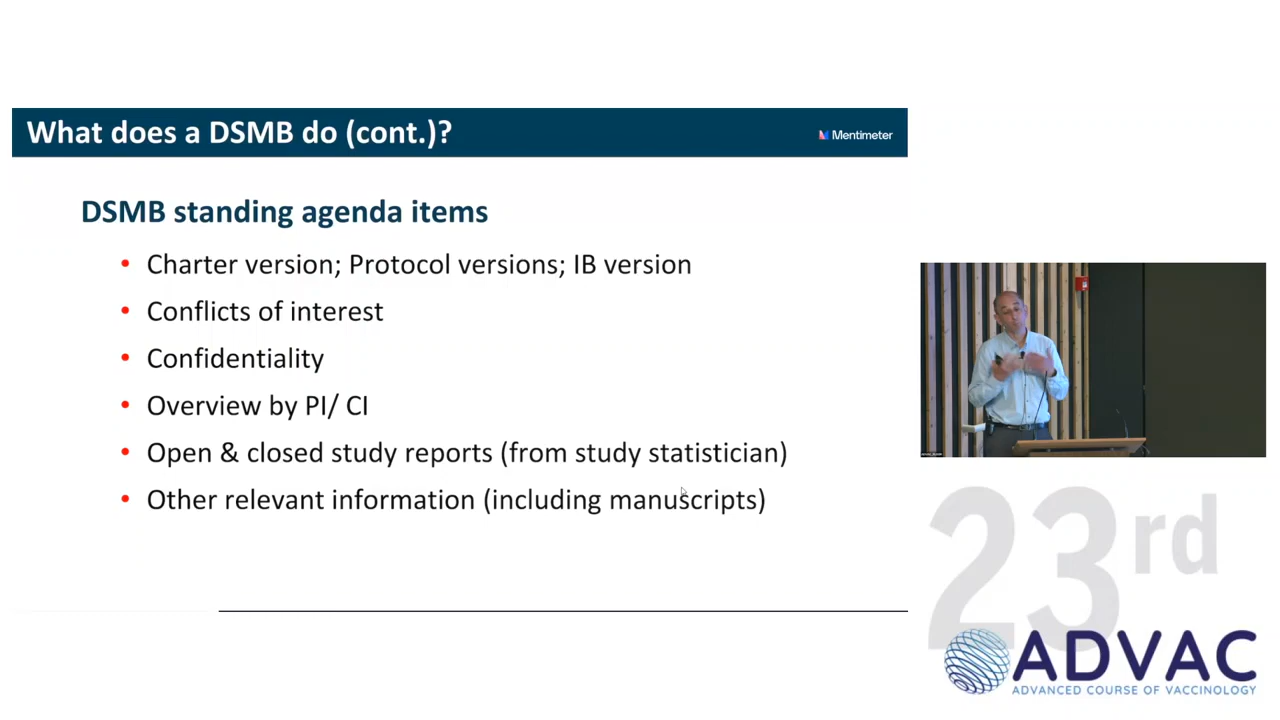 What does a DSMB do (cont.)?
Mentimeter
DSMB standing agenda items
• Charter version; Protocol versions; IB version
• Conflicts of interest
• Confidentiality
• Overview by PI/ CI
• Open & closed study reports (from study statistician)
• Other relevant information (including manuscripts)
23rd
ADVAC
ADVANCED COURSE OF VACCINOLOGY